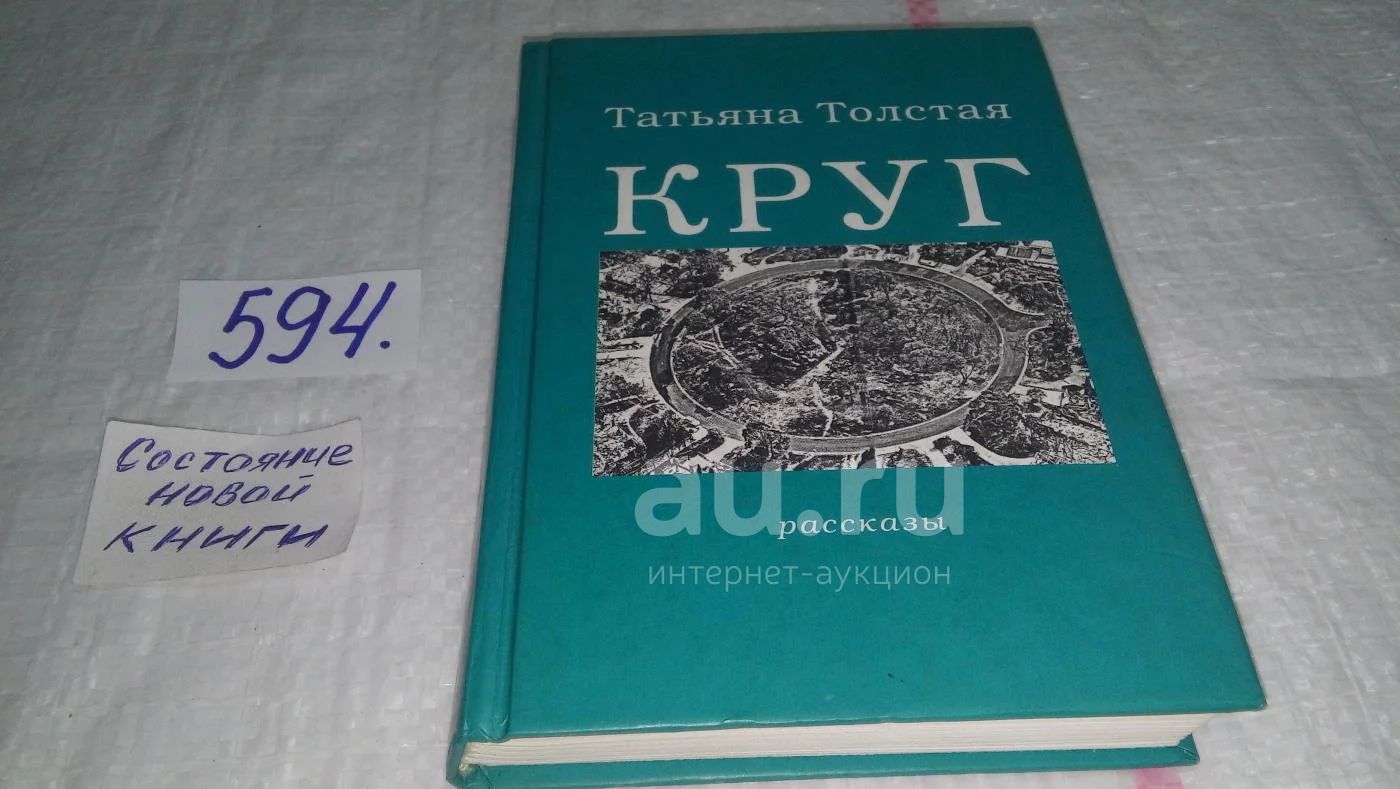 Татьяна Толстая
КРУГ
594.
Состояние
новой
книги
au.ru
рассказы
интернет-аукцион